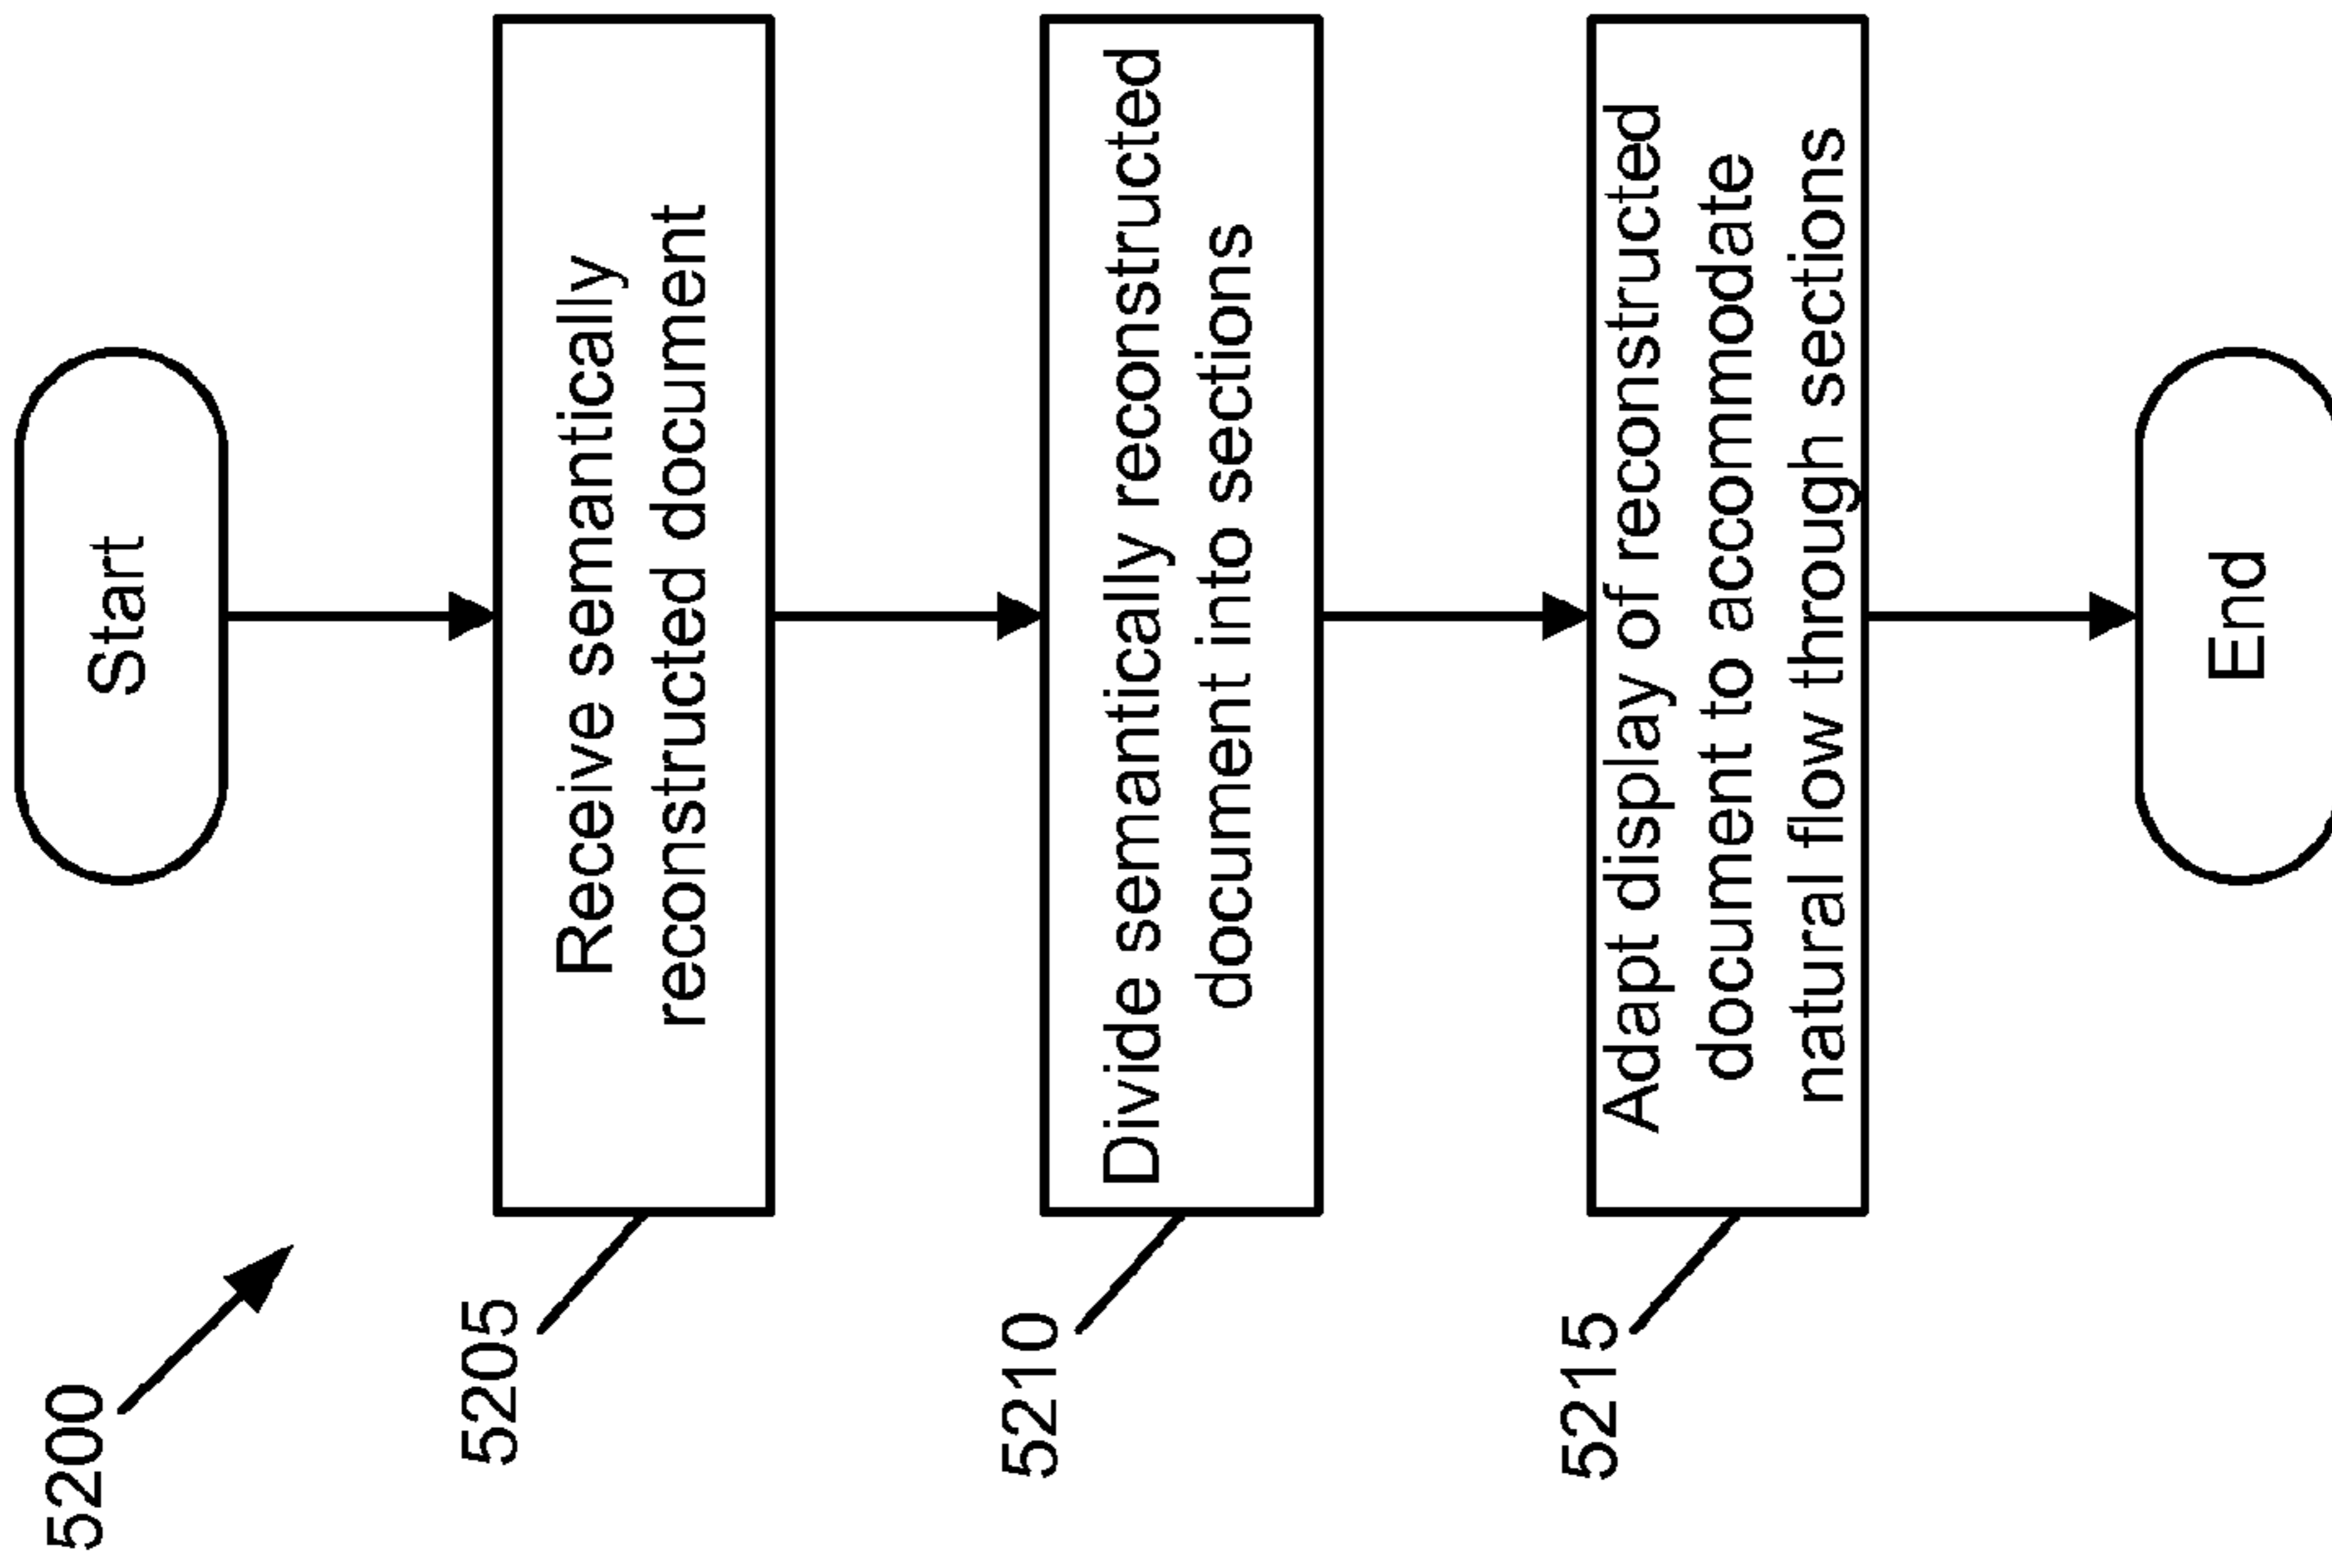 5200
Start
5205
Receive semantically
reconstructed document
5210
Divide semantically reconstructed
document into sections
5215
Adapt display of reconstructed
document to accommodate
natural flow through sections
End